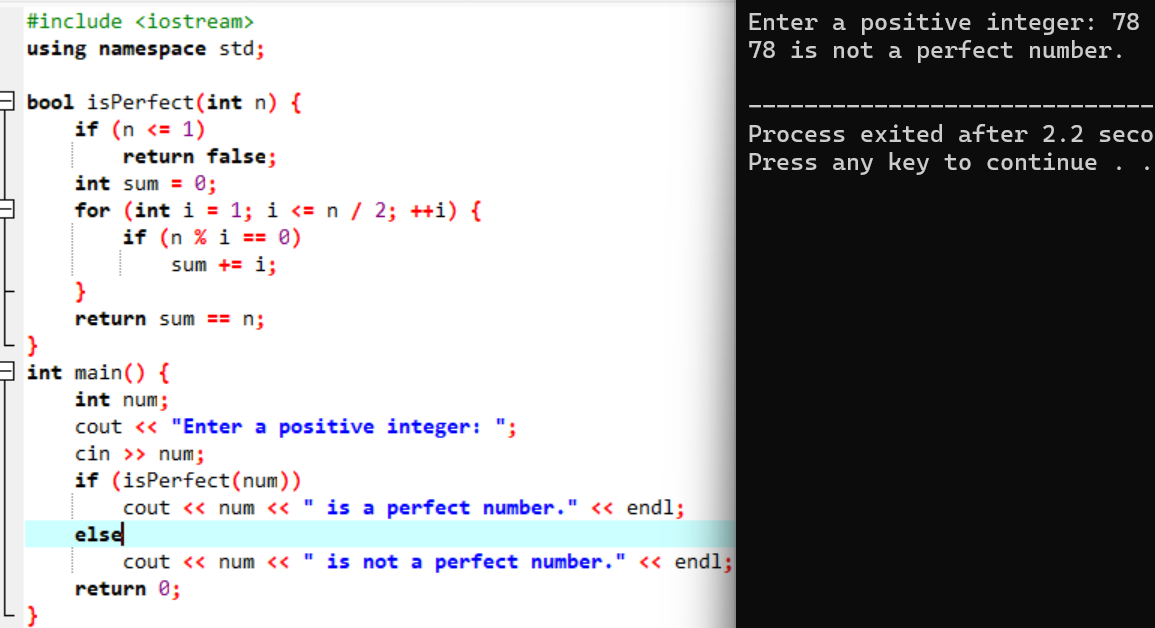 #include <iostream>
using namespace std;
bool isPerfect(int n) {
    if (n <= 1)
        return false;
    int sum = 0;
    for (int i = 1; i <= n / 2; ++i) {
        if (n % i == 0)
            sum += i;
    }
    return sum == n;
}
int main() {
    int num;
    cout << "Enter a positive integer: ";
    cin >> num;
    if (isPerfect(num))
        cout << num << " is a perfect number." << endl;
    else
        cout << num << " is not a perfect number." << endl;
    return 0;
}
Enter a positive integer: 78
78 is not a perfect number.
-----------------------------
Process exited after 2.2 seco
Press any key to continue . .